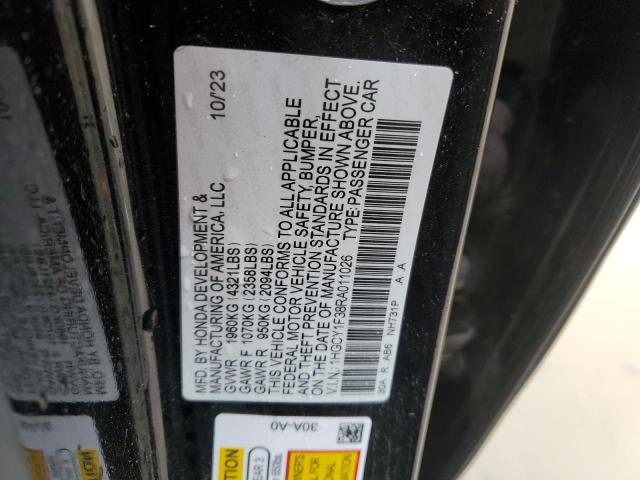 MFD. BY HONDA DEVELOPMENT & 10/'23
MANUFACTURING OF AMERICA, LLC
GVWR 1960KG(4321LBS)
GAWR F 1070KG(2358LBS)
GAWR R 950KG(2094LBS)
THIS VEHICLE CONFORMS TO ALL APPLICABLE
FEDERAL MOTOR VEHICLE SAFETY, BUMPER,
AND THEFT PREVENTION STANDARDS IN EFFECT
ON THE DATE OF MANUFACTURE SHOWN ABOVE.
V.I.N.: 1HGCY1F38RA011026 TYPE:PASSENGER CAR
30A R AB6 NH731P A A
30A-A0